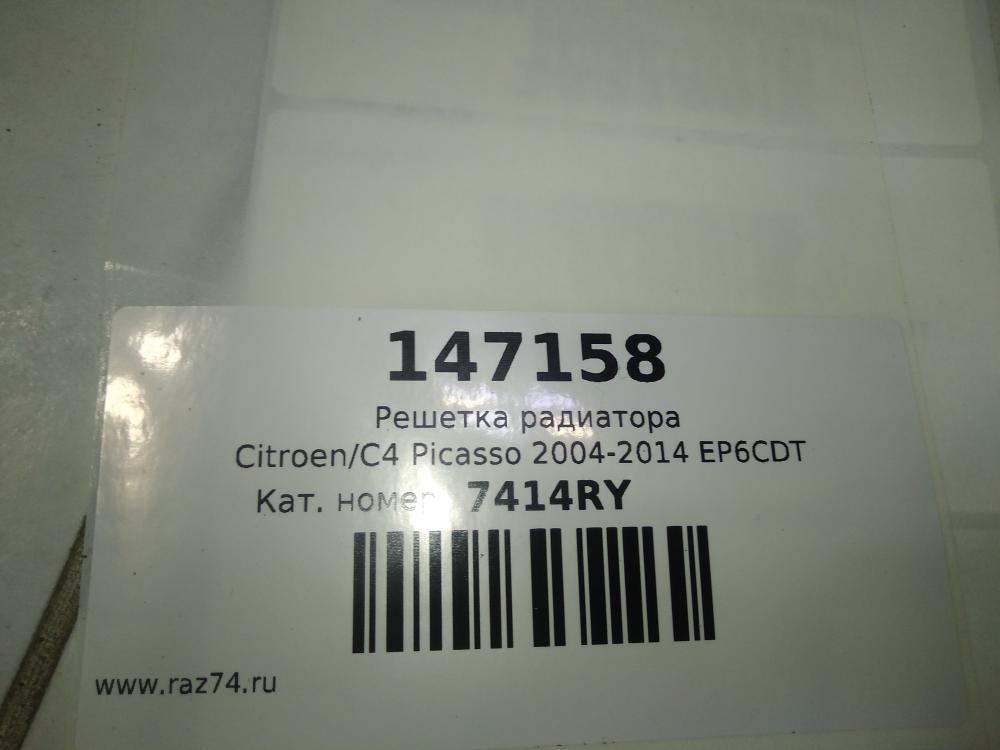 147158
Решетка радиатора
Citroen/C4 Picasso 2004-2014 EP6CDT
Кат. номер 7414RY
www.raz74.ru